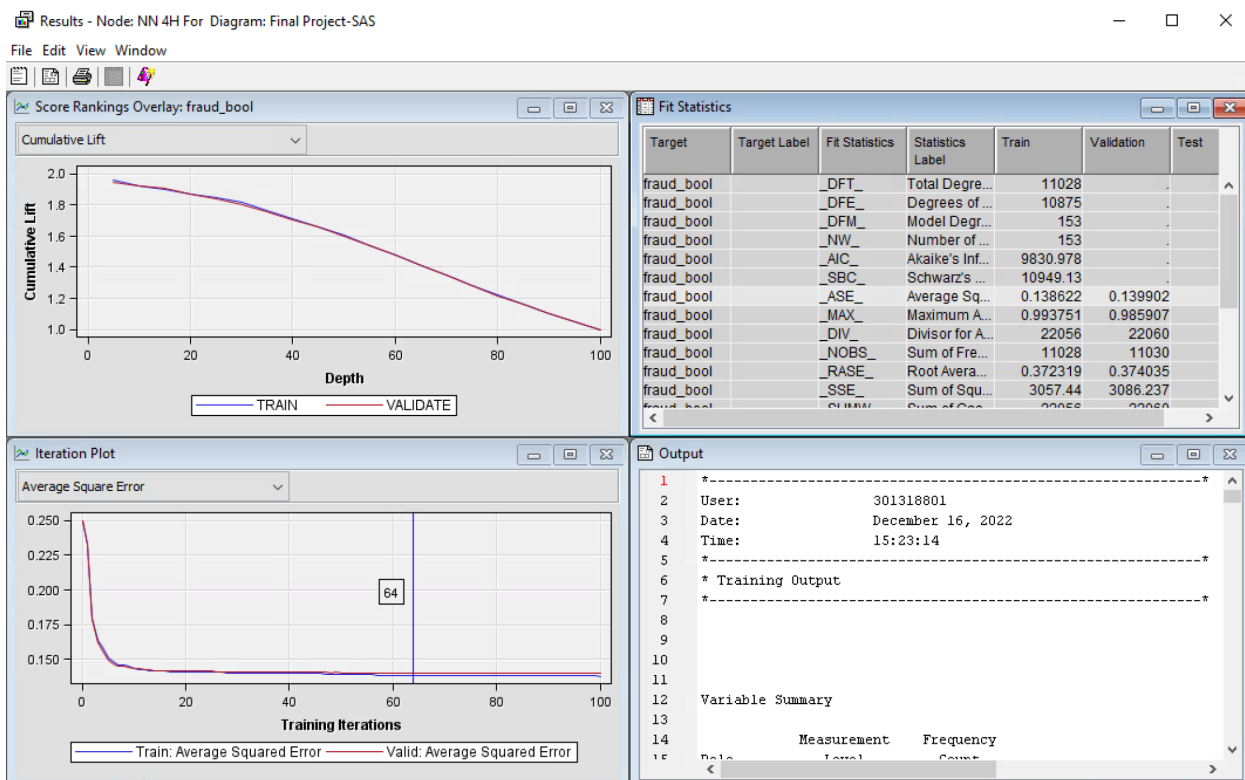 Results - Node: NN 4H For Diagram: Final Project-SAS
File Edit View Window
Score Rankings Overlay: fraud_bool
Cumulative Lift
2.0
1.8
1.6
1.4
1.2
1.0
Cumulative Lift
0 20 40 60 80 100
Depth
TRAIN VALIDATE
Fit Statistics
Target Target Label Fit Statistics Statistics Label Train Validation Test
fraud_bool _DFT_ Total Degre... 11028 .
fraud_bool _DFE_ Degrees of ... 10875 .
fraud_bool _DFM_ Model Degr... 153 .
fraud_bool _NW_ Number of ... 153 .
fraud_bool _AIC_ Akaike's Inf... 9830.978 .
fraud_bool _SBC_ Schwarz's ... 10949.13 .
fraud_bool _ASE_ Average Sq... 0.138622 0.139902
fraud_bool _MAX_ Maximum A... 0.993751 0.985907
fraud_bool _DIV_ Divisor for A... 22056 22060
fraud_bool _NOBS_ Sum of Fre... 11028 11030
fraud_bool _RASE_ Root Avera... 0.372319 0.374035
fraud_bool _SSE_ Sum of Squ... 3057.44 3086.237
Iteration Plot
Average Square Error
0.250
0.225
0.200
0.175
0.150
64
0 20 40 60 80 100
Training Iterations
Train: Average Squared Error Valid: Average Squared Error
Output
1 *------------------------------------------------------------*
2 User: 301318801
3 Date: December 16, 2022
4 Time: 15:23:14
5 *------------------------------------------------------------*
6 * Training Output
7 *------------------------------------------------------------*
8
9
10
11
12 Variable Summary
13
14 Measurement Frequency
15 Role Level Count